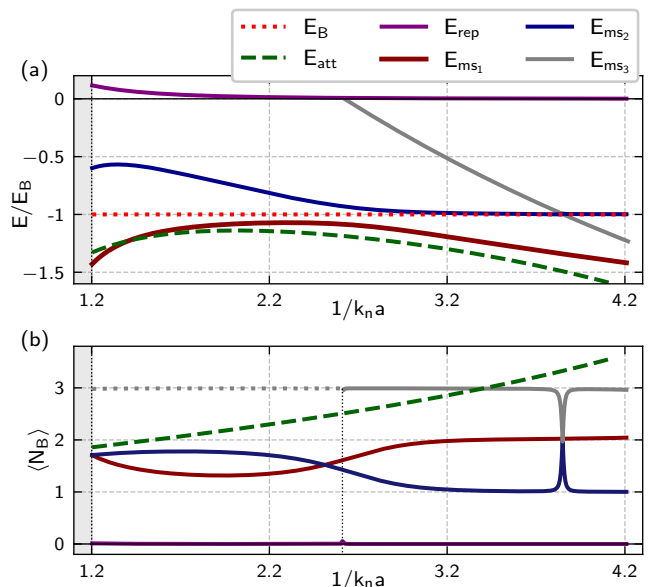 E_B E_rep E_ms₂
E_att E_ms₁ E_ms₃
(a)
E/E_B
0
−0.5
-1
−1.5
1.2 2.2 3.2 4.2
1/k_n a
(b)
⟨N_B⟩
3
2
1
0
1.2 2.2 3.2 4.2
1/k_n a